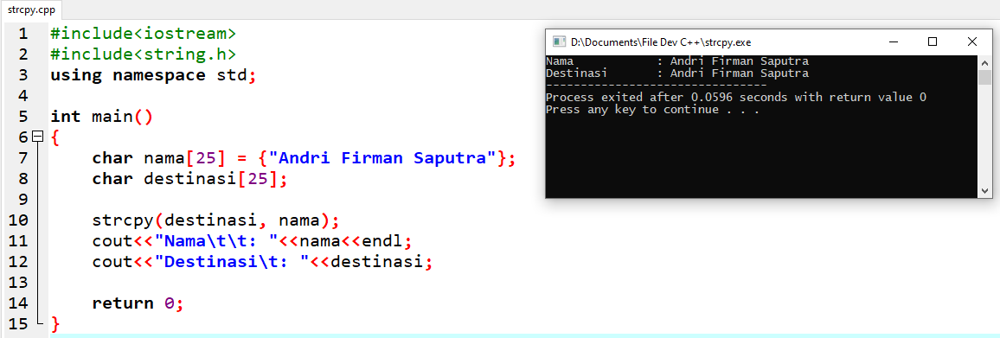 strcpy.cpp
1 #include<iostream>
2 #include<string.h>
3 using namespace std;
4
5 int main()
6 {
7 char nama[25] = {"Andri Firman Saputra"};
8 char destinasi[25];
9
10 strcpy(destinasi, nama);
11 cout<<"Nama\t\t: "<<nama<<endl;
12 cout<<"Destinasi\t: "<<destinasi;
13
14 return 0;
15 }
D:\Documents\File Dev C++\strcpy.exe
Nama : Andri Firman Saputra
Destinasi : Andri Firman Saputra
--------------------------------
Process exited after 0.0596 seconds with return value 0
Press any key to continue . . .